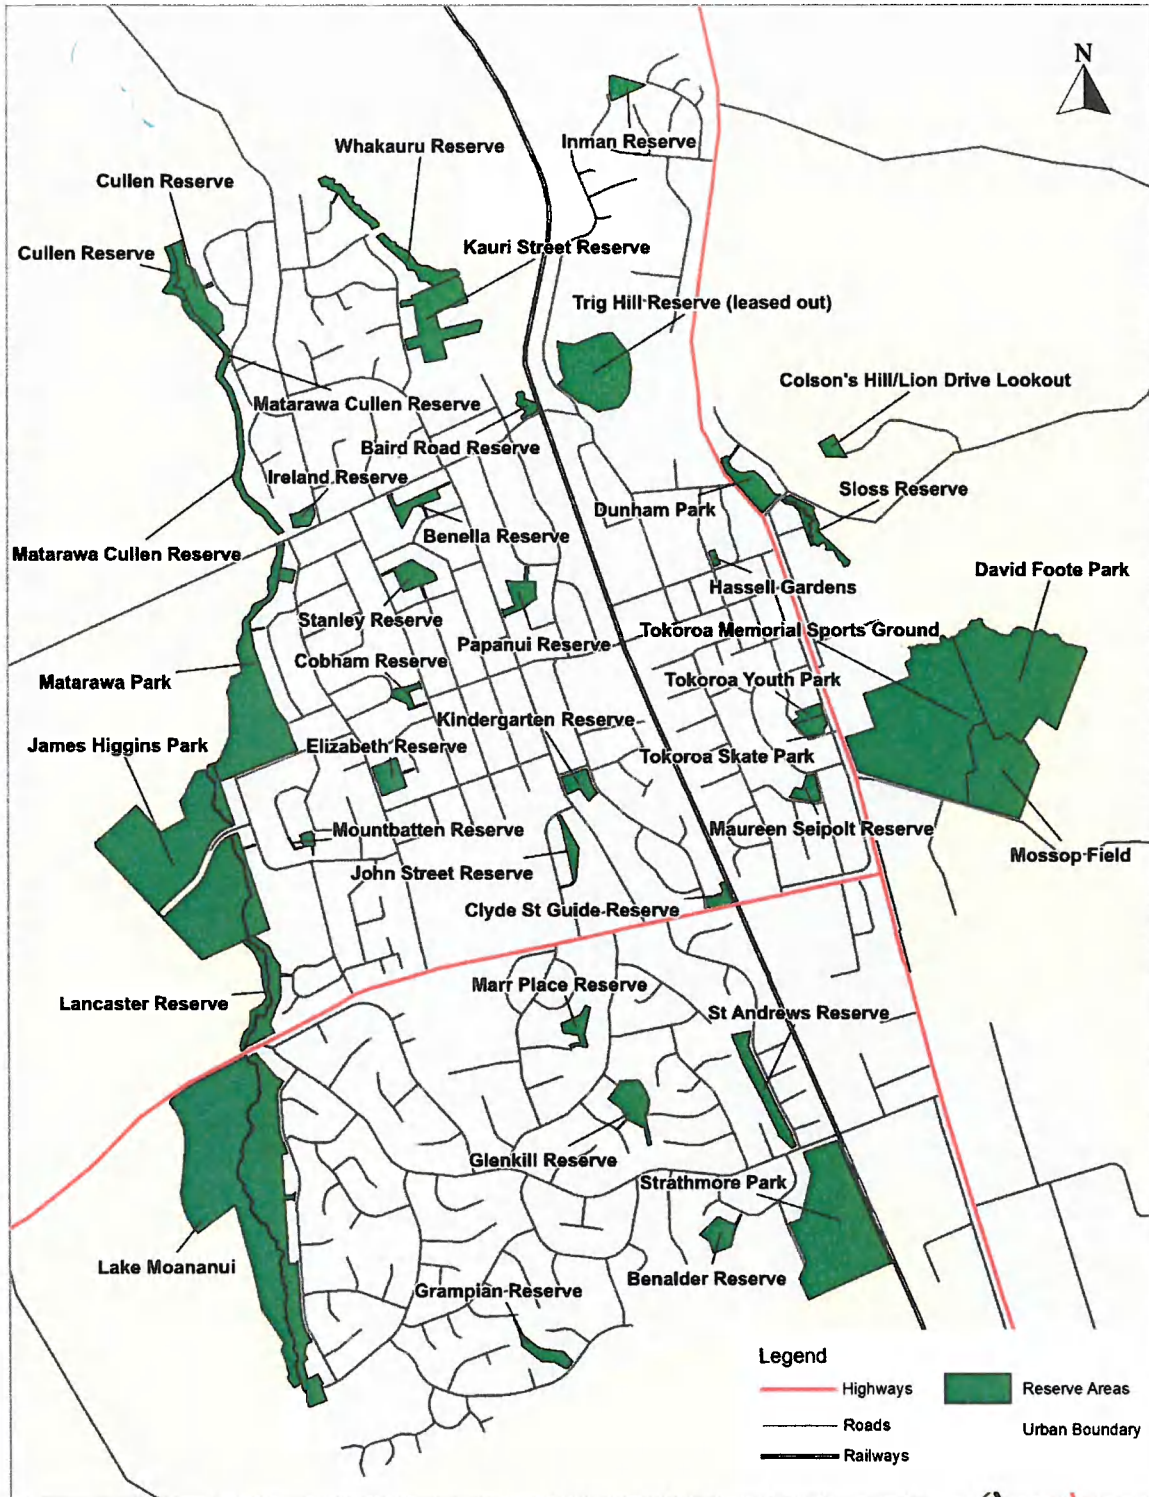 N
Inman Reserve
Whakauru Reserve
Cullen Reserve
Cullen Reserve
Kauri Street Reserve
Trig Hill Reserve (leased out)
Colson's Hill/Lion Drive Lookout
Matarawa Cullen Reserve
Baird Road Reserve
Ireland Reserve
Sloss Reserve
Dunham Park
Benella Reserve
Matarawa Cullen Reserve
David Foote Park
Hassell Gardens
Stanley Reserve
Tokoroa Memorial Sports Ground
Papanui Reserve
Cobham Reserve
Matarawa Park
Tokoroa Youth Park
Kindergarten Reserve
James Higgins Park
Elizabeth Reserve
Tokoroa Skate Park
Mountbatten Reserve
Maureen Seipolt Reserve
Mossop Field
John Street Reserve
Clyde St Guide Reserve
Marr Place Reserve
Lancaster Reserve
St Andrews Reserve
Glenkill Reserve
Strathmore Park
Lake Moananui
Benalder Reserve
Grampian Reserve
Legend
Highways
Reserve Areas
Roads
Urban Boundary
Railways